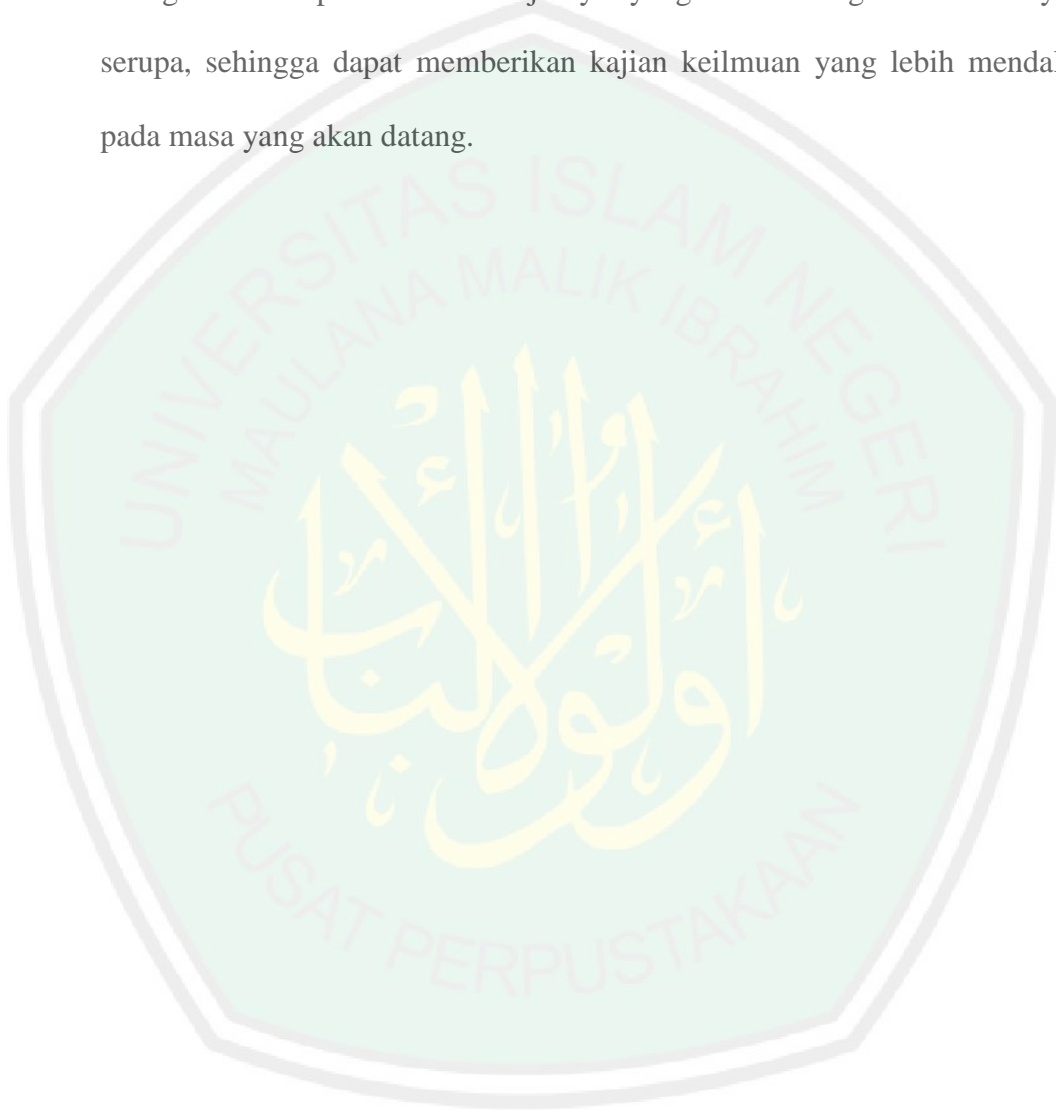 serupa, sehingga dapat memberikan kajian keilmuan yang lebih
pada masa yang akan datang.
UNIVERSITAS ISLAM NEGERI
MAULANA MALIK IBRAHIM
أولوا الألباب
PUSAT PERPUSTAKAAN